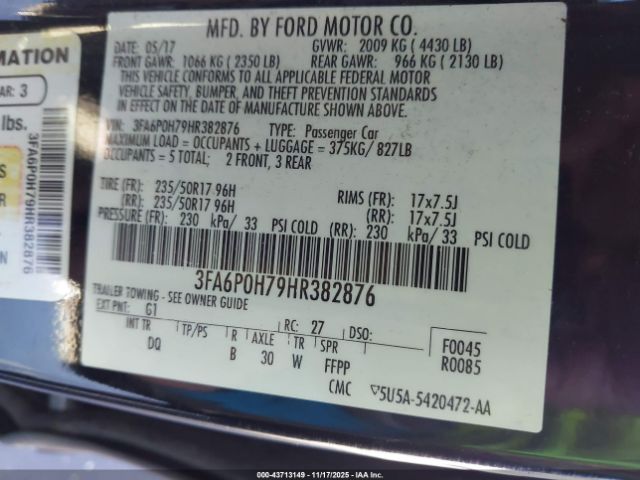 MFD. BY FORD MOTOR CO.
DATE: 05/17 GVWR: 2009 KG ( 4430 LB)
FRONT GAWR: 1066 KG ( 2350 LB) REAR GAWR: 966 KG ( 2130 LB)
THIS VEHICLE CONFORMS TO ALL APPLICABLE FEDERAL MOTOR
VEHICLE SAFETY, BUMPER, AND THEFT PREVENTION STANDARDS
IN EFFECT ON THE DATE OF MANUFACTURE SHOWN ABOVE.
VIN: 3FA6P0H79HR382876 TYPE: Passenger Car
MAXIMUM LOAD = OCCUPANTS + LUGGAGE = 375KG/ 827LB
OCCUPANTS = 5 TOTAL; 2 FRONT, 3 REAR
TIRE (FR): 235/50R17 96H RIMS (FR): 17x7.5J
(RR): 235/50R17 96H (RR): 17x7.5J
PRESSURE (FR): 230 kPa/ 33 PSI COLD (RR): 230 kPa/ 33 PSI COLD
3FA6P0H79HR382876
TRAILER TOWING - SEE OWNER GUIDE
EXT PNT: G1 RC: 27 DSO:
INT TR TP/PS R AXLE TR SPR F0045
DQ B 30 W FFPP R0085
CMC 5U5A-5420472-AA
RMATION
AR: 3
lbs.
3FA6P0H79HR382876
R
00-43713149 - 11/17/2025 - IAA Inc.